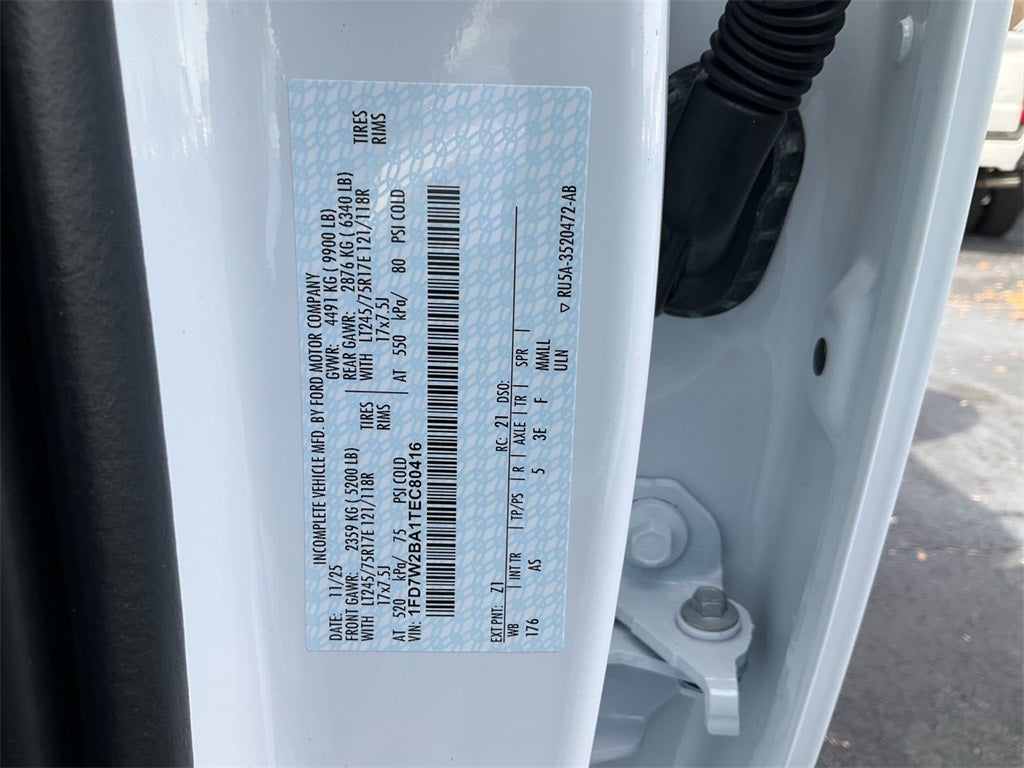 INCOMPLETE VEHICLE MFD. BY FORD MOTOR COMPANY
DATE: 11/25 GVWR: 4491 KG ( 9900 LB)
FRONT GAWR: 2359 KG ( 5200 LB) REAR GAWR: 2876 KG ( 6340 LB)
WITH LT245/75R17E 121/118R TIRES WITH LT245/75R17E 121/118R TIRES
17x7.5J RIMS 17x7.5J RIMS
AT 520 kPa/ 75 PSI COLD AT 550 kPa/ 80 PSI COLD
VIN: 1FD7W2BA1TEC80416
EXT PNT: Z1 RC: 21 DSO:
WB | INT TR | TP/PS | R | AXLE | TR | SPR |
176 AS 5 3E F MMLL
ULN
▽ RU5A-3520472-AB